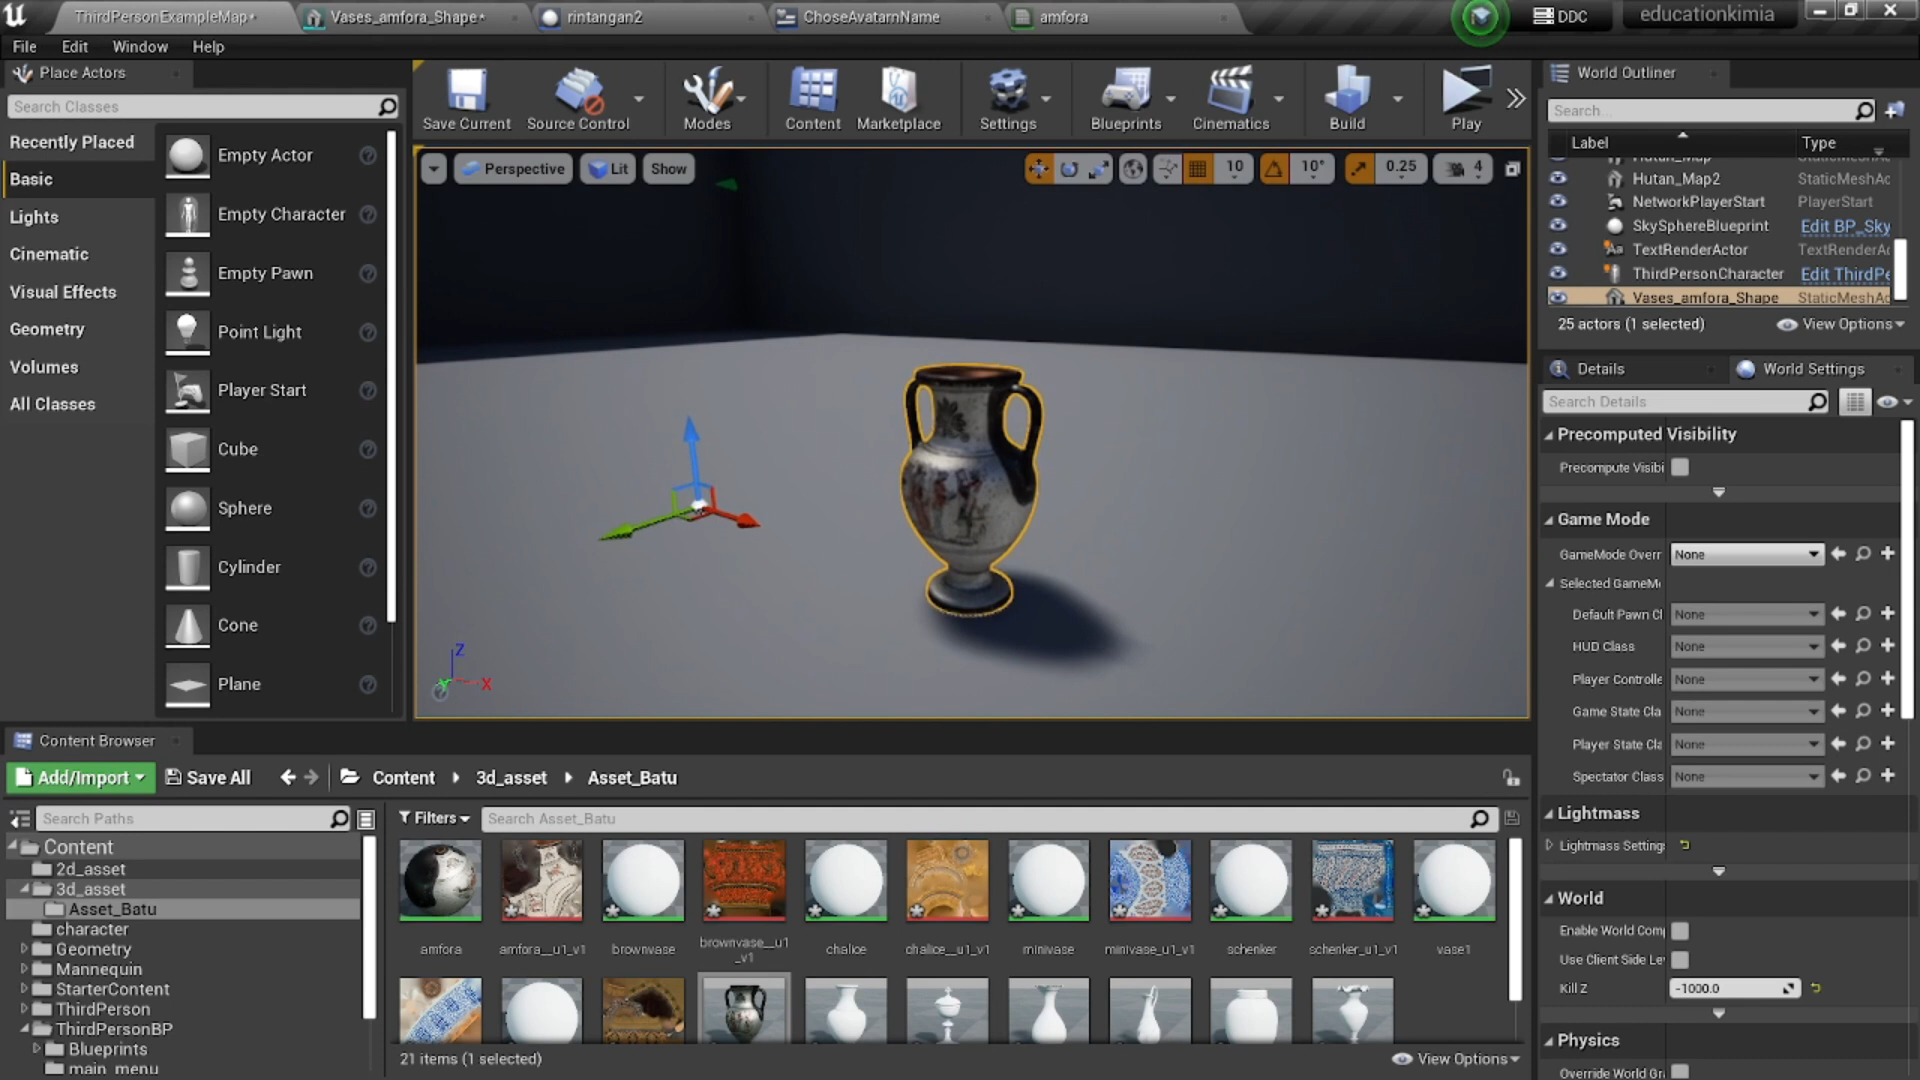 ThirdPersonExampleMap*
Vases_amfora_Shape*
rintangan2
ChoseAvatarnName
amfora
DDC
educationkimia
File Edit Window Help
Place Actors
Search Classes
Recently Placed
Basic
Lights
Cinematic
Visual Effects
Geometry
Volumes
All Classes
Empty Actor
Empty Character
Empty Pawn
Point Light
Player Start
Cube
Sphere
Cylinder
Cone
Plane
Save Current
Source Control
Modes
Content
Marketplace
Settings
Blueprints
Cinematics
Build
Play
Perspective
Lit
Show
10
10°
0.25
4
Z
X
World Outliner
Search...
Label Type
Hutan_Map2 StaticMeshAc
NetworkPlayerStart PlayerStart
SkySphereBlueprint Edit BP_Sky
TextRenderActor TextRenderAc
ThirdPersonCharacter Edit ThirdPe
Vases_amfora_Shape StaticMeshAc
25 actors (1 selected) View Options
Details
World Settings
Search Details
Precomputed Visibility
Precompute Visibi
Game Mode
GameMode Overr None
Selected GameMo
Default Pawn Cl None
HUD Class None
Player Controlle None
Game State Cla None
Player State Cla None
Spectator Class None
Lightmass
Lightmass Settings
World
Enable World Comp
Use Client Side Lev
Kill Z -1000.0
Physics
Override World Gr
Content Browser
Add/Import Save All Content 3d_asset Asset_Batu
Search Paths
Content
2d_asset
3d_asset
Asset_Batu
character
Geometry
Mannequin
StarterContent
ThirdPerson
ThirdPersonBP
Blueprints
main_menu
Filters Search Asset_Batu
amfora
amfora__u1_v1
brownvase
brownvase__u1
_v1
chalice
chalice__u1_v1
minivase
minivase_u1_v1
schenker
schenker_u1_v1
vase1
21 items (1 selected) View Options